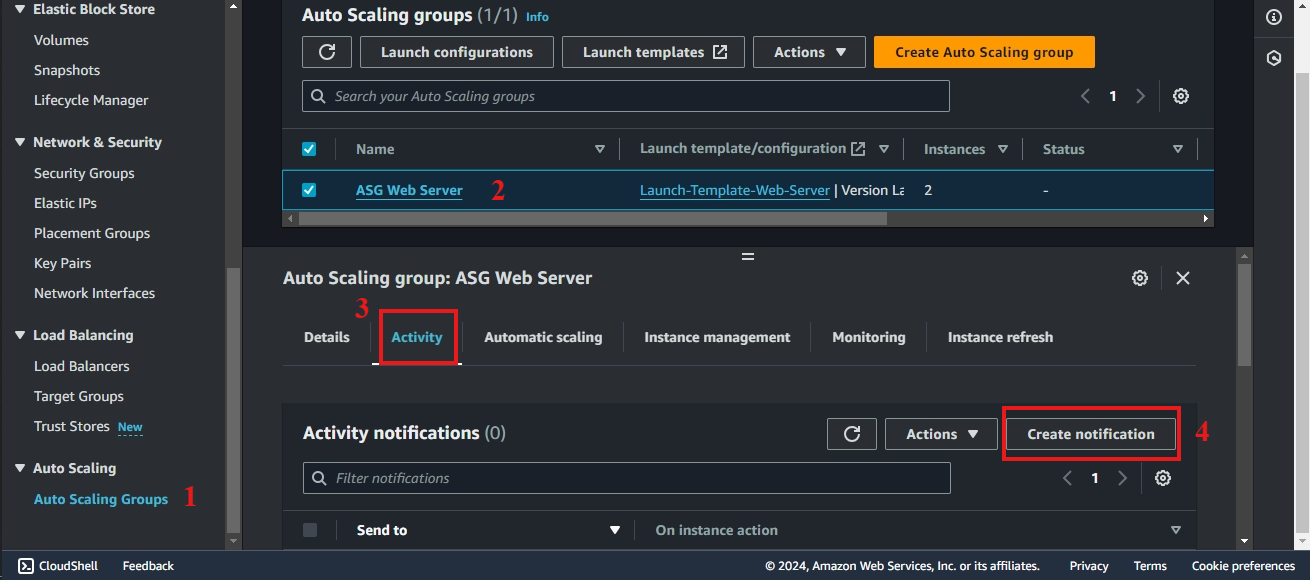 Elastic Block Store
Volumes
Snapshots
Lifecycle Manager
Network & Security
Security Groups
Elastic IPs
Placement Groups
Key Pairs
Network Interfaces
Load Balancing
Load Balancers
Target Groups
Trust Stores New
Auto Scaling
Auto Scaling Groups 1
Auto Scaling groups (1/1) Info
Launch configurations Launch templates Actions Create Auto Scaling group
Search your Auto Scaling groups 1
Name Launch template/configuration Instances Status
ASG Web Server 2 Launch-Template-Web-Server | Version La 2 -
Auto Scaling group: ASG Web Server
3
Details Activity Automatic scaling Instance management Monitoring Instance refresh
Activity notifications (0) Actions Create notification 4
Filter notifications 1
Send to On instance action
CloudShell Feedback © 2024, Amazon Web Services, Inc. or its affiliates. Privacy Terms Cookie preferences